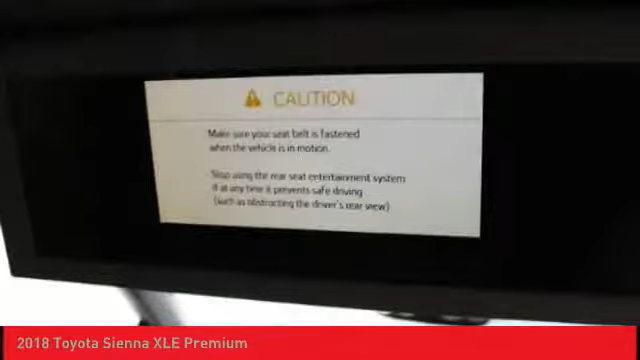 CAUTION
Make sure your seat belt is fastened
when the vehicle is in motion.
Stop using the rear seat entertainment system
if at any time it prevents safe driving
(such as obstructing the driver's rear view)
2018 Toyota Sienna XLE Premium